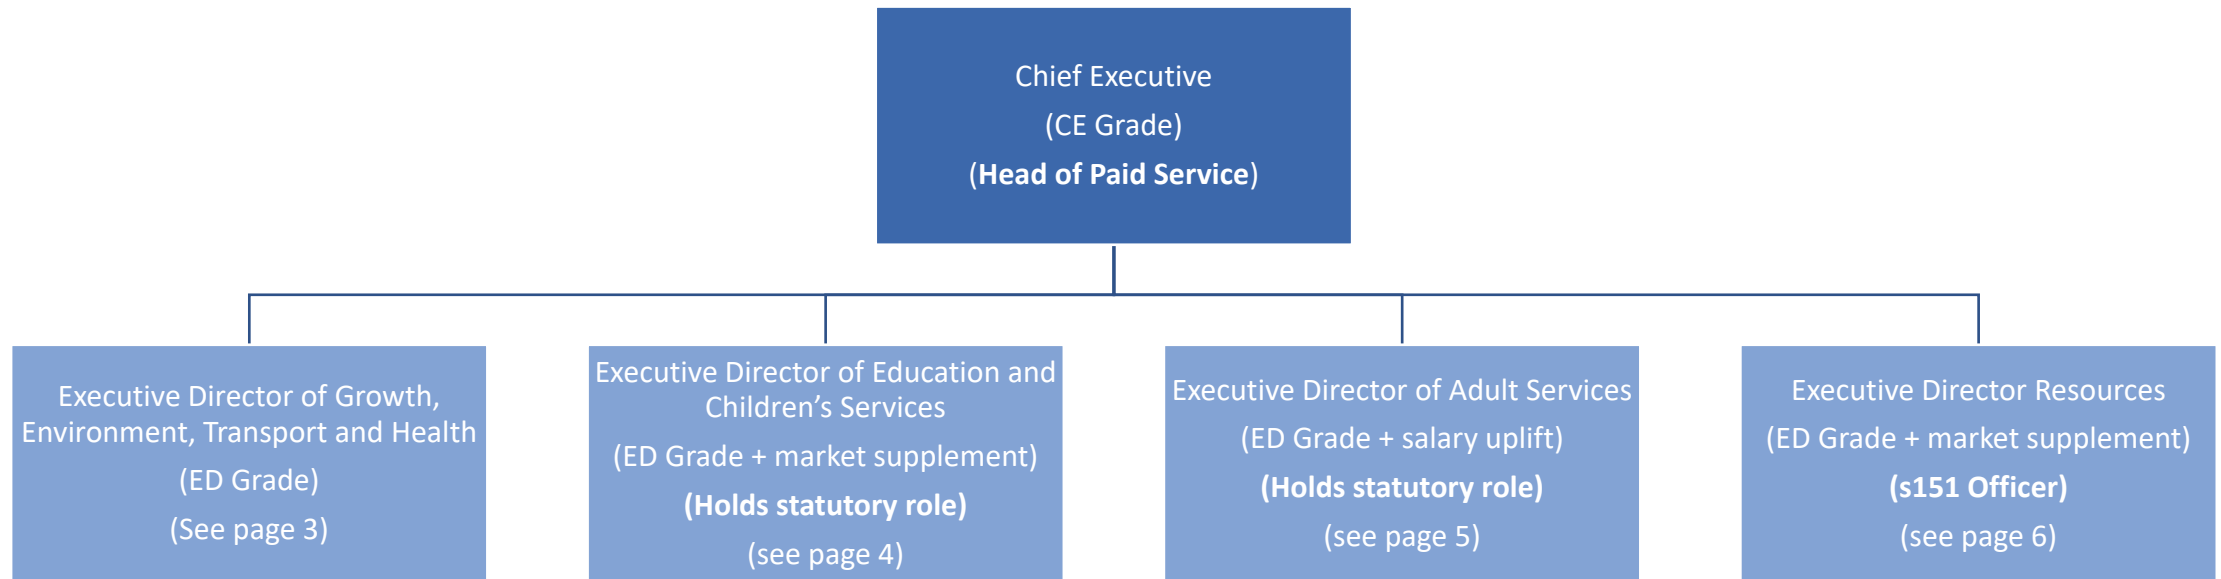 Chief Executive
(CE Grade)
(Head of Paid Service)
Executive Director of Growth,
Environment, Transport and Health
(ED Grade)
(See page 3)
Executive Director of Education and
Children’s Services
(ED Grade + market supplement)
(Holds statutory role)
(see page 4)
Executive Director of Adult Services
(ED Grade + salary uplift)
(Holds statutory role)
(see page 5)
Executive Director Resources
(ED Grade + market supplement)
(s151 Officer)
(see page 6)